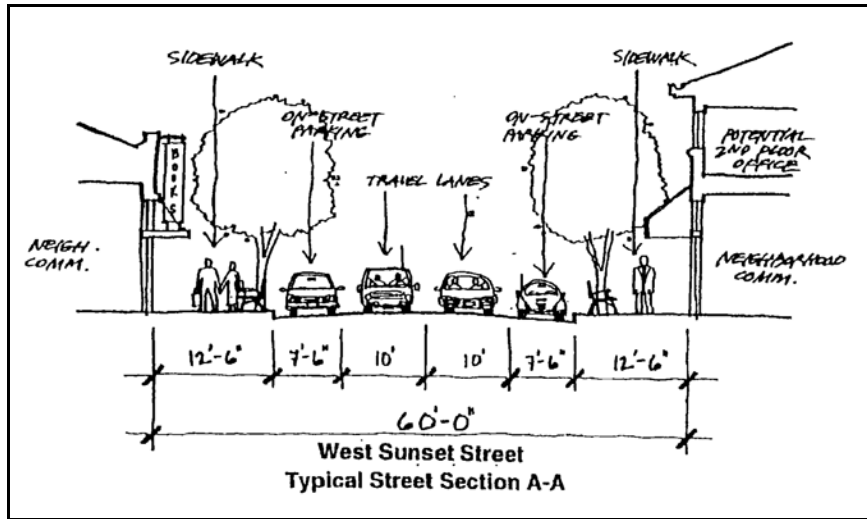 SIDEWALK
SIDEWALK
ON-STREET
PARKING
ON-STREET
PARKING
POTENTIAL
2ND FLOOR
OFFICE
BOOKS
TRAVEL LANES
NEIGH.
COMM.
NEIGHBORHOOD
COMM.
12'-6" 7'-6" 10' 10' 7'-6" 12'-6"
60'-0"
West Sunset Street
Typical Street Section A-A